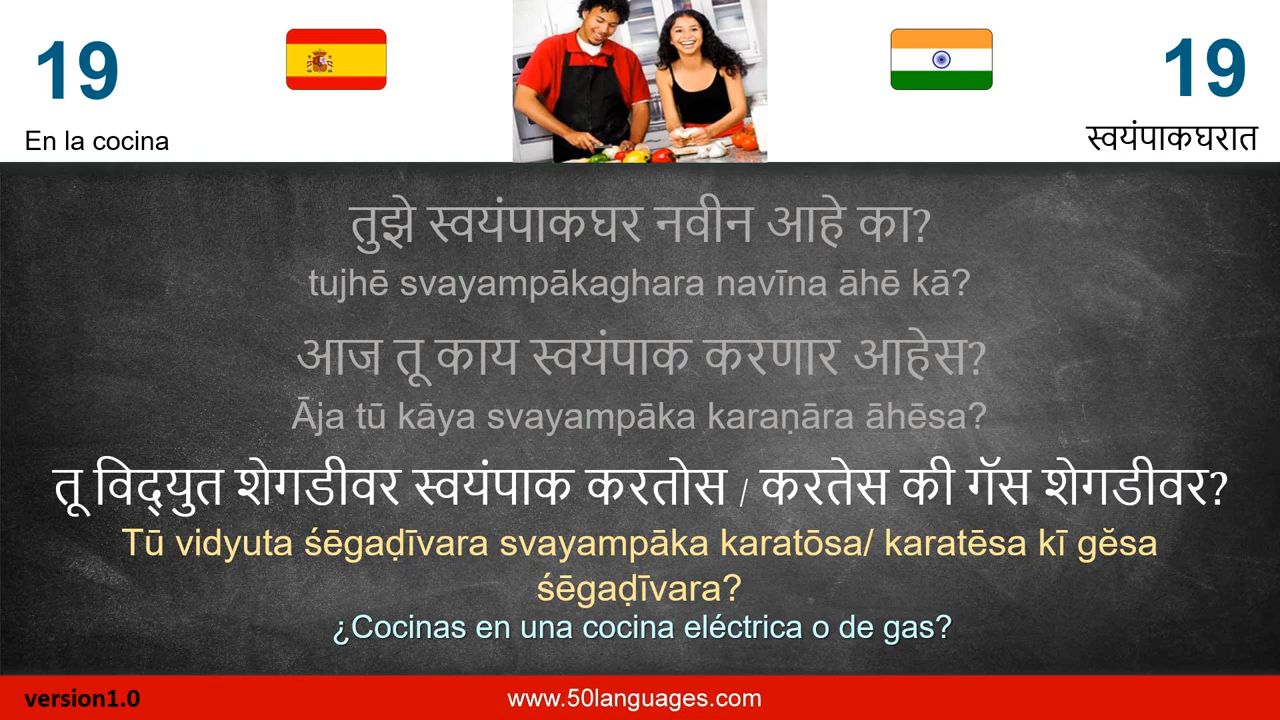 19
19
En la cocina
स्वयंपाकघरात
तुझे स्वयंपाकघर नवीन आहे का?
tujhē svayampākaghara navīna āhē kā?
आज तू काय स्वयंपाक करणार आहेस?
Āja tū kāya svayampāka karaṇāra āhēsa?
तू विद्युत शेगडीवर स्वयंपाक करतोस / करतेस की गॅस शेगडीवर?
Tū vidyuta śēgaḍīvara svayampāka karatōsa/ karatēsa kī gĕsa
śēgaḍīvara?
¿Cocinas en una cocina eléctrica o de gas?
version1.0
www.50languages.com